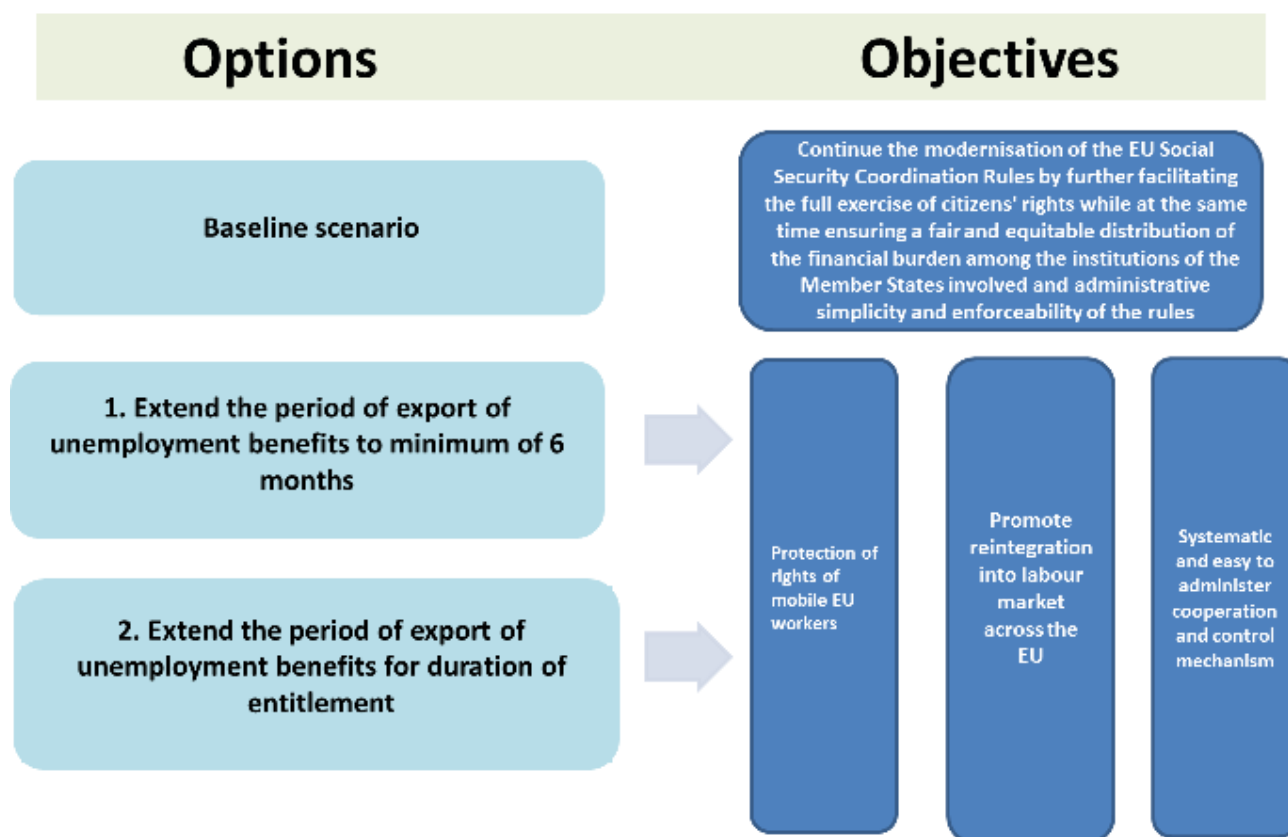 Options
Objectives
Baseline scenario
Continue the modernisation of the EU Social
Security Coordination Rules by further facilitating
the full exercise of citizens' rights while at the same
time ensuring a fair and equitable distribution of
the financial burden among the institutions of the
Member States involved and administrative
simplicity and enforceability of the rules
1. Extend the period of export of
unemployment benefits to minimum of 6
months
2. Extend the period of export of
unemployment benefits for duration of
entitlement
Protection of
rights of
mobile EU
workers
Promote
reintegration
into labour
market
across the
EU
Systematic
and easy to
administer
cooperation
and control
mechanism